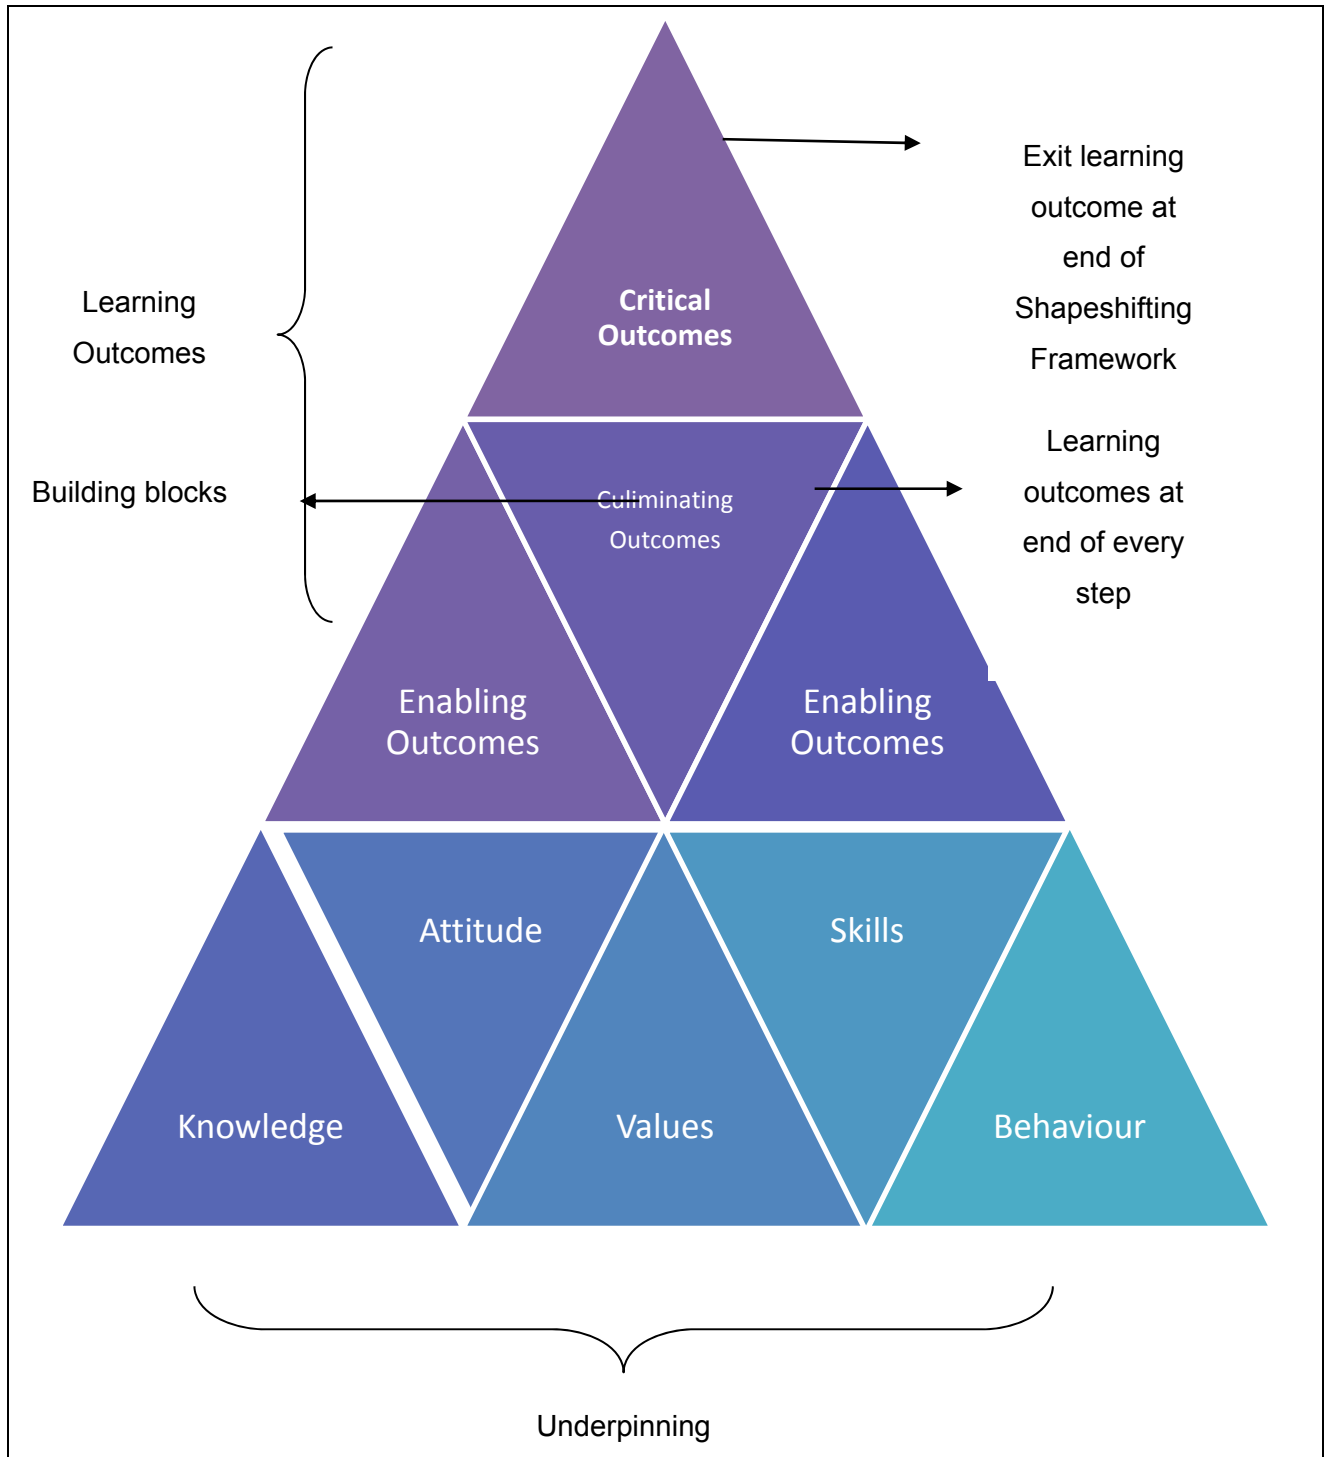 Exit learning
outcome at
end of
Shapeshifting
Framework
Critical
Outcomes
Learning
Outcomes
Building blocks
Culiminating
Outcomes
Learning
outcomes at
end of every
step
Enabling
Outcomes
Enabling
Outcomes
Attitude
Skills
Knowledge
Values
Behaviour
Underpinning